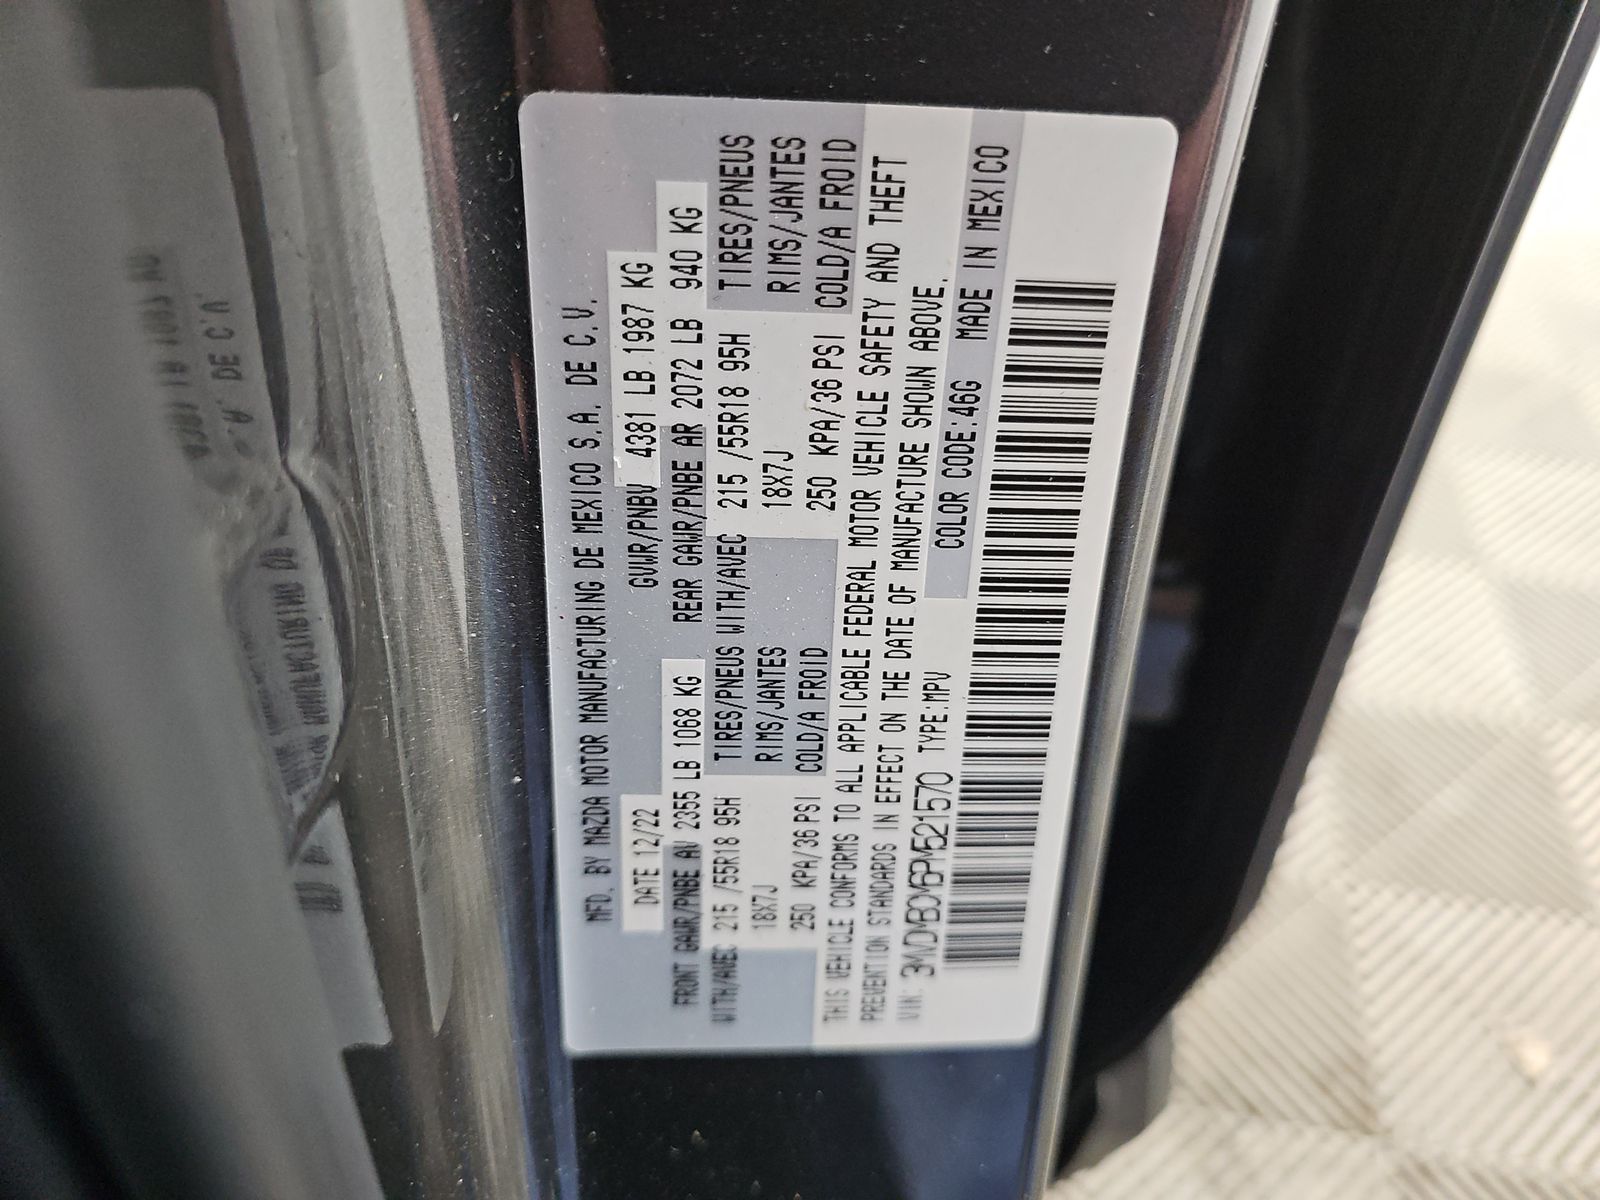 MFD. BY MAZDA MOTOR MANUFACTURING DE MEXICO S.A. DE C.V.
DATE 12/22 GVWR/PNBV 4381 LB 1987 KG
FRONT GAWR/PNBE AV 2355 LB 1068 KG REAR GAWR/PNBE AR 2072 LB 940 KG
WITH/AVEC 215 /55R18 95H TIRES/PNEUS WITH/AVEC 215 /55R18 95H TIRES/PNEUS
18X7J RIMS/JANTES 18X7J RIMS/JANTES
250 KPA/36 PSI COLD/A FROID 250 KPA/36 PSI COLD/A FROID
THIS VEHICLE CONFORMS TO ALL APPLICABLE FEDERAL MOTOR VEHICLE SAFETY AND THEFT
PREVENTION STANDARDS IN EFFECT ON THE DATE OF MANUFACTURE SHOWN ABOVE.
VIN: 3MVDMBCM6PM521570 TYPE:MPV COLOR CODE:46G MADE IN MEXICO